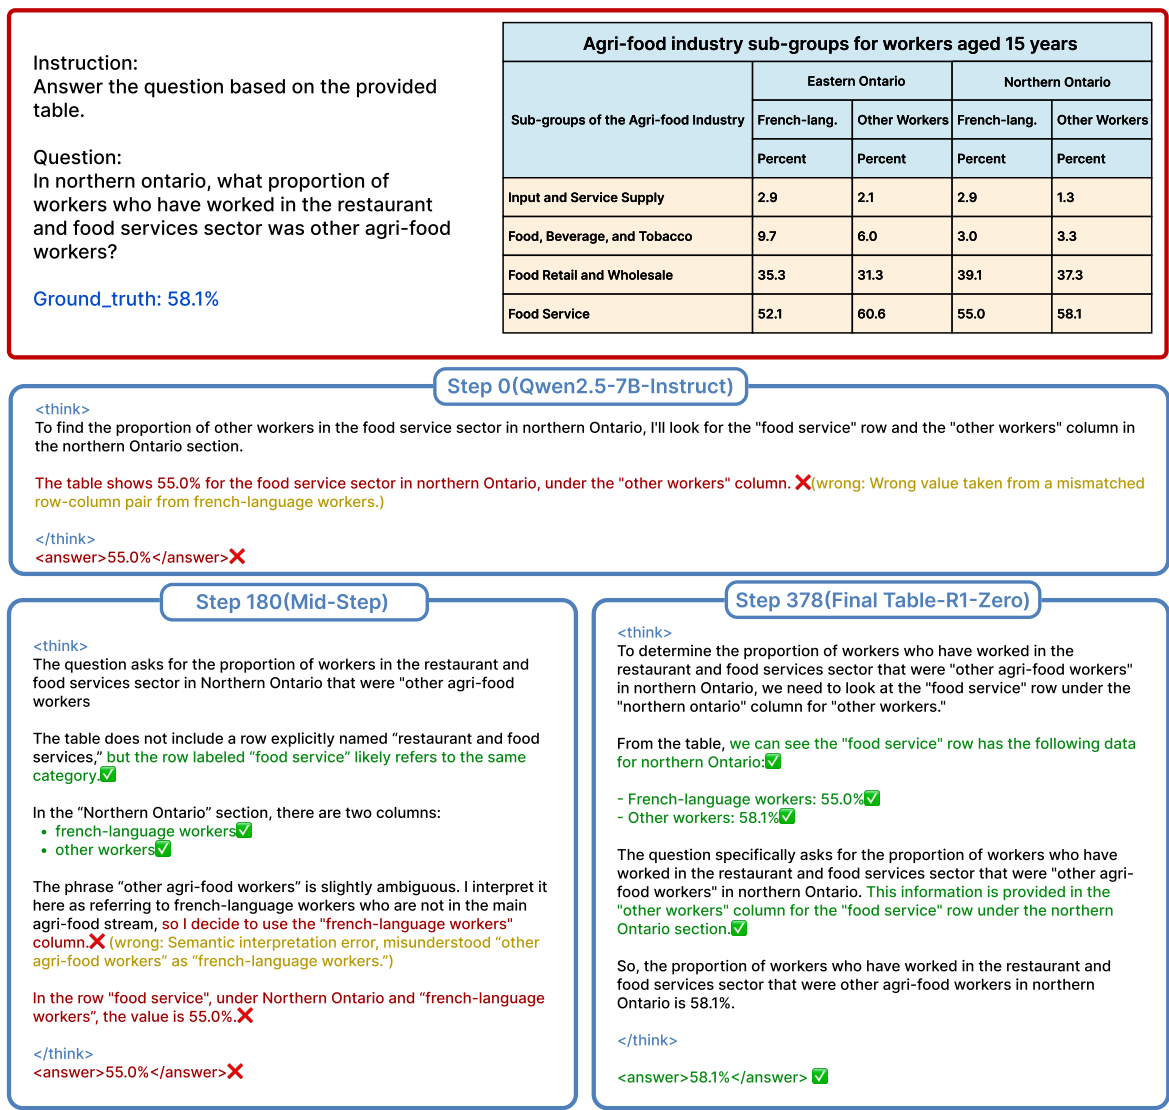 Instruction:
Answer the question based on the provided
table.
Question:
In northern ontario, what proportion of
workers who have worked in the restaurant
and food services sector was other agri-food
workers?
Ground_truth: 58.1%
Agri-food industry sub-groups for workers aged 15 years
Sub-groups of the Agri-food Industry
Eastern Ontario Northern Ontario
French-lang. Other Workers French-lang. Other Workers
Percent Percent Percent Percent
Input and Service Supply 2.9 2.1 2.9 1.3
Food, Beverage, and Tobacco 9.7 6.0 3.0 3.3
Food Retail and Wholesale 35.3 31.3 39.1 37.3
Food Service 52.1 60.6 55.0 58.1
Step 0(Qwen2.5-7B-Instruct)
<think>
To find the proportion of other workers in the food service sector in northern Ontario, I'll look for the "food service" row and the "other workers" column in
the northern Ontario section.
The table shows 55.0% for the food service sector in northern Ontario, under the "other workers" column. ❌(wrong: Wrong value taken from a mismatched
row-column pair from french-language workers.)
</think>
<answer>55.0%</answer>❌
Step 180(Mid-Step)
<think>
The question asks for the proportion of workers in the restaurant and
food services sector in Northern Ontario that were "other agri-food
workers
The table does not include a row explicitly named “restaurant and food
services,” but the row labeled “food service” likely refers to the same
category.✅
In the “Northern Ontario” section, there are two columns:
• french-language workers✅
• other workers✅
The phrase “other agri-food workers” is slightly ambiguous. I interpret it
here as referring to french-language workers who are not in the main
agri-food stream, so I decide to use the "french-language workers"
column.❌ (wrong: Semantic interpretation error, misunderstood “other
agri-food workers” as “french-language workers.”)
In the row "food service", under Northern Ontario and “french-language
workers”, the value is 55.0%.❌
</think>
<answer>55.0%</answer>❌
Step 378(Final Table-R1-Zero)
<think>
To determine the proportion of workers who have worked in the
restaurant and food services sector that were "other agri-food workers"
in northern Ontario, we need to look at the "food service" row under the
"northern ontario" column for "other workers."
From the table, we can see the "food service" row has the following data
for northern Ontario:✅
- French-language workers: 55.0%✅
- Other workers: 58.1%✅
The question specifically asks for the proportion of workers who have
worked in the restaurant and food services sector that were "other agri-
food workers" in northern Ontario. This information is provided in the
"other workers" column for the "food service" row under the northern
Ontario section.✅
So, the proportion of workers who have worked in the restaurant and
food services sector that were other agri-food workers in northern
Ontario is 58.1%.
</think>
<answer>58.1%</answer> ✅